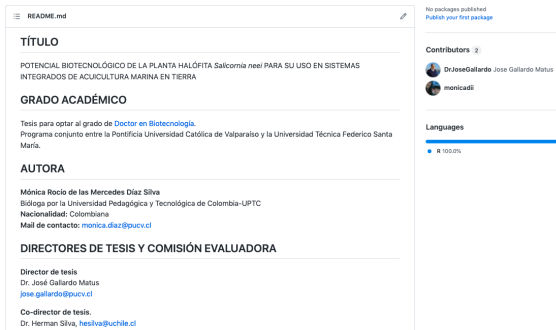 README.md
TÍTULO
POTENCIAL BIOTECNOLÓGICO DE LA PLANTA HALÓFITA Salicornia neei PARA SU USO EN SISTEMAS
INTEGRADOS DE ACUICULTURA MARINA EN TIERRA
GRADO ACADÉMICO
Tesis para optar al grado de Doctor en Biotecnología.
Programa conjunto entre la Pontificia Universidad Católica de Valparaíso y la Universidad Técnica Federico Santa
María.
AUTORA
Mónica Rocío de las Mercedes Díaz Silva
Bióloga por la Universidad Pedagógica y Tecnológica de Colombia-UPTC
Nacionalidad: Colombiana
Mail de contacto: monica.diaz@pucv.cl
DIRECTORES DE TESIS Y COMISIÓN EVALUADORA
Director de tesis
Dr. José Gallardo Matus
jose.gallardo@pucv.cl
Co-director de tesis.
Dr. Herman Silva, hesilva@uchile.cl
No packages published
Publish your first package
Contributors 2
DrJoseGallardo Jose Gallardo Matus
monicadii
Languages
R 100.0%